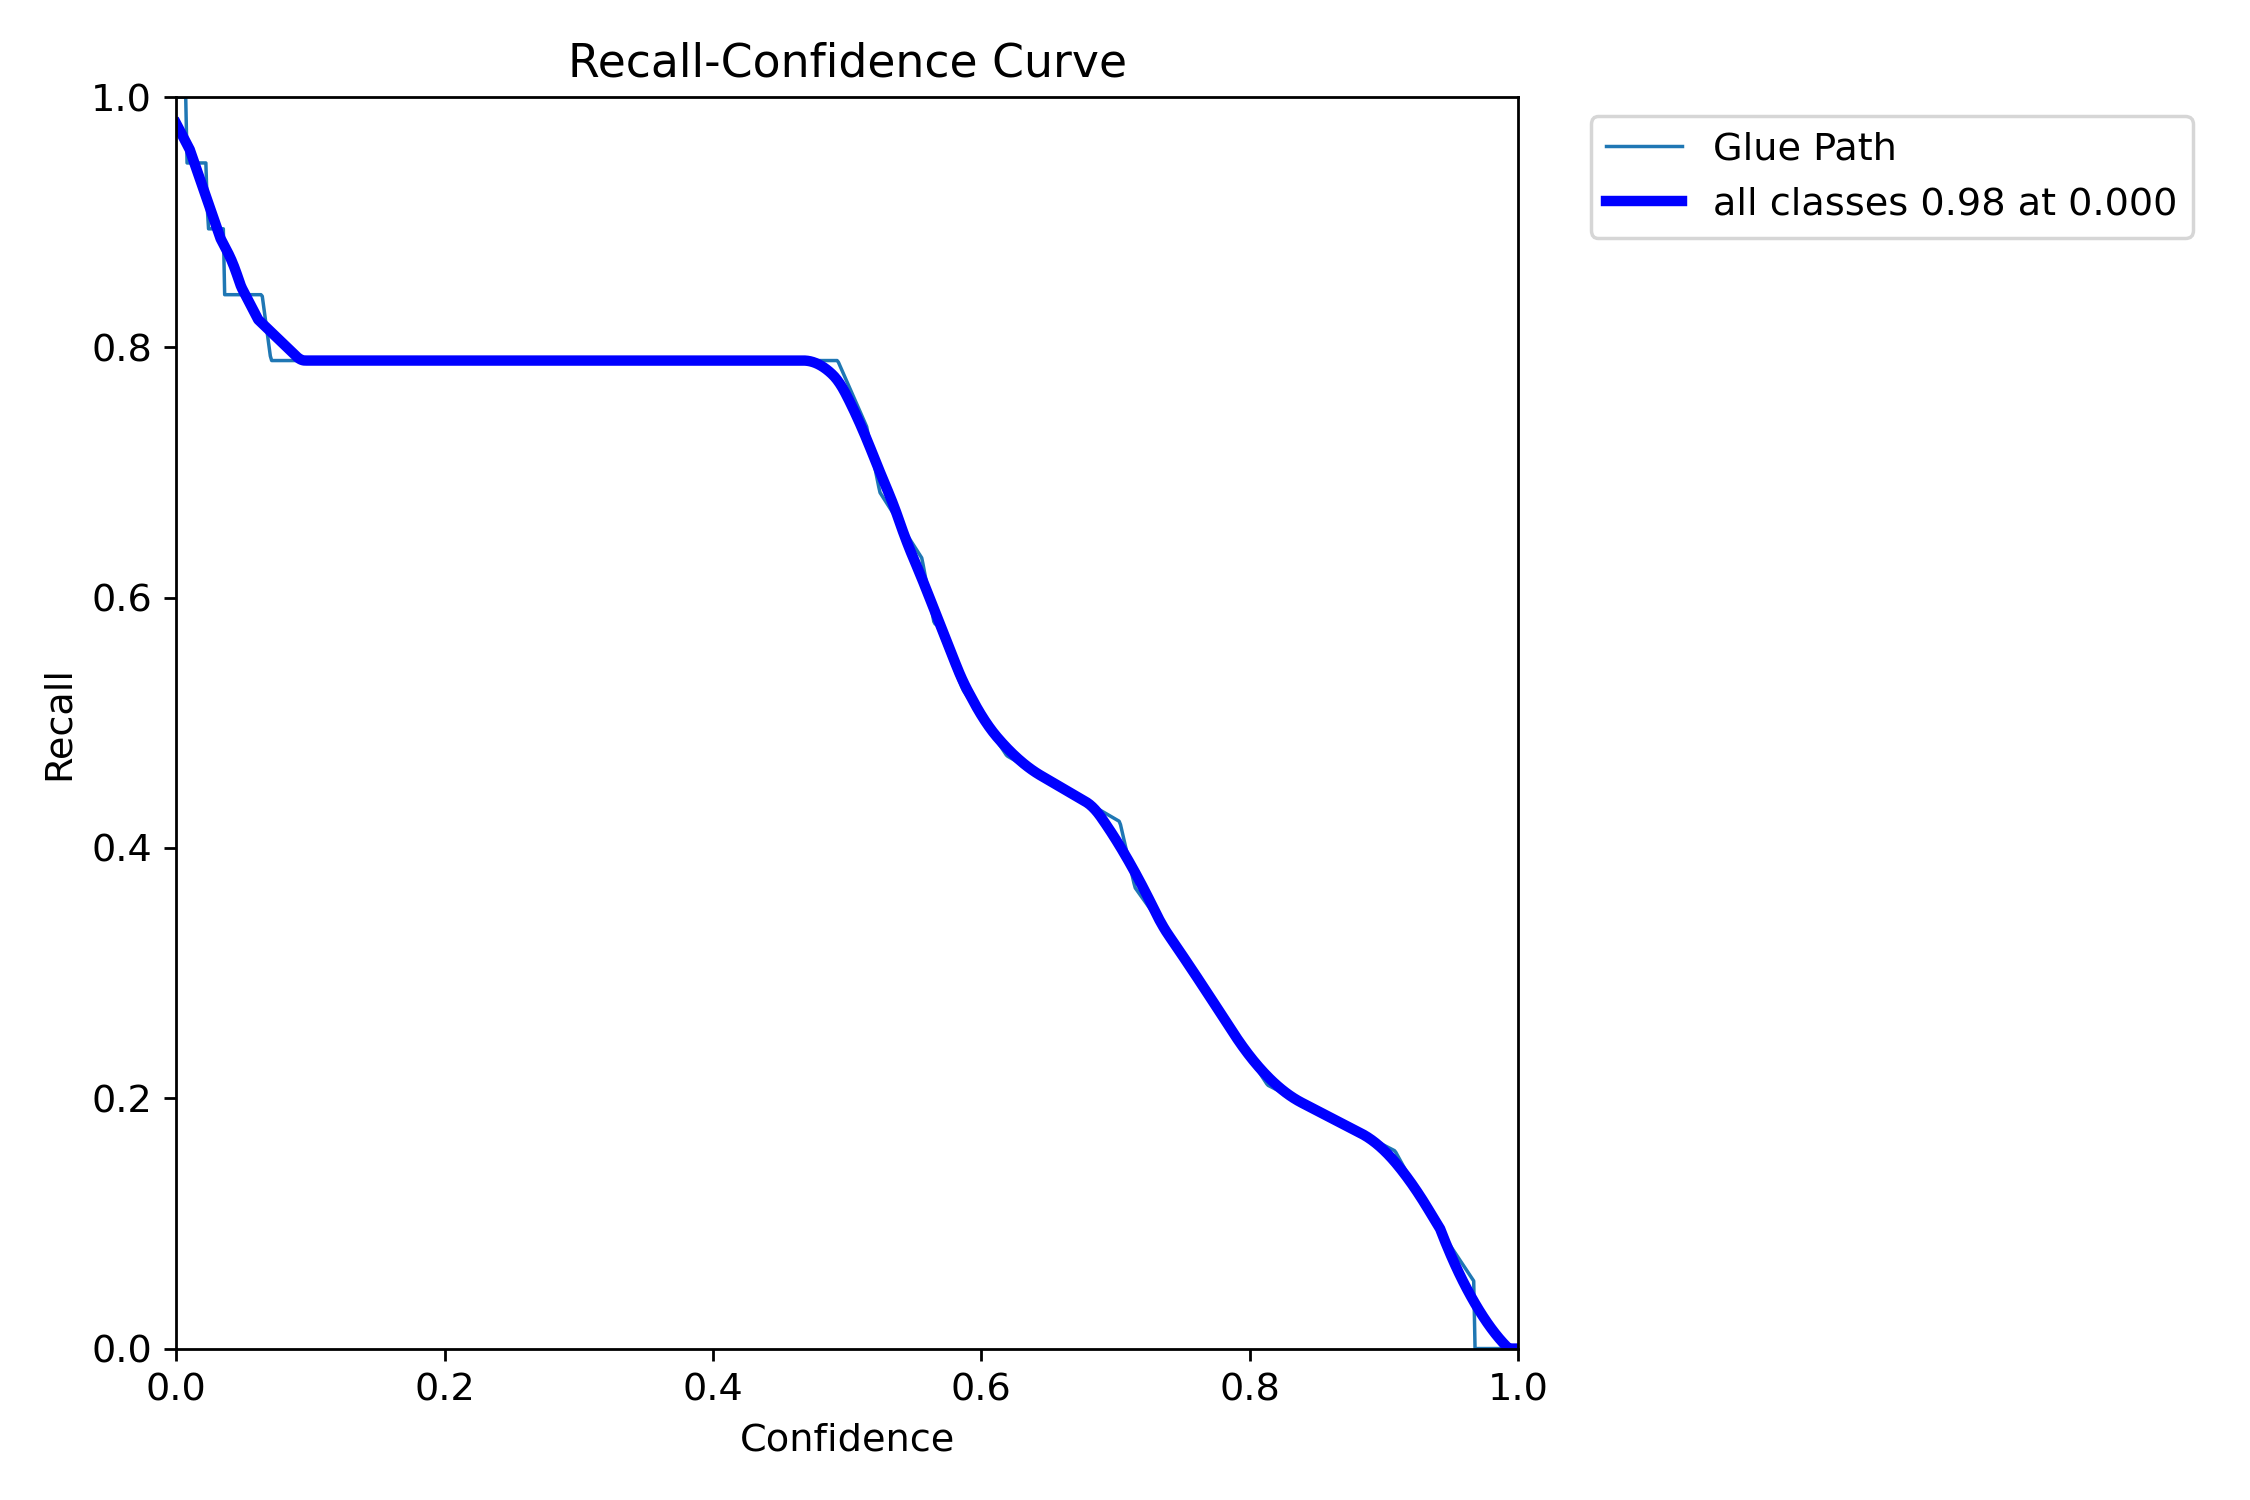 Recall-Confidence Curve
Glue Path
all classes 0.98 at 0.000
1.0
0.8
0.6
0.4
0.2
0.0
Recall
0.0 0.2 0.4 0.6 0.8 1.0
Confidence